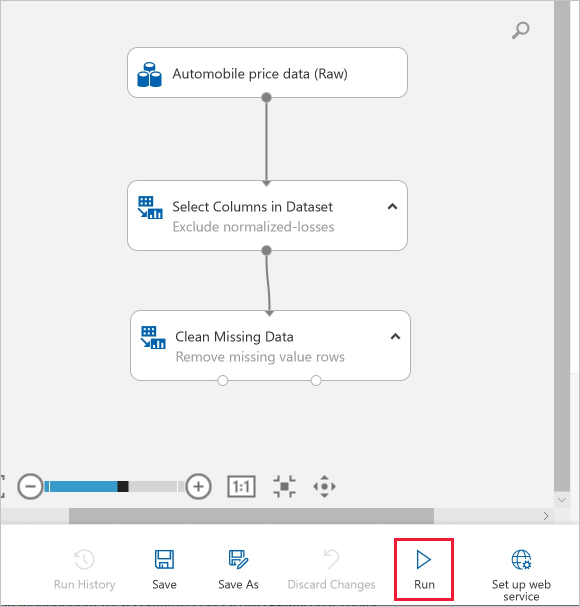 Automobile price data (Raw)
Select Columns in Dataset
Exclude normalized-losses
Clean Missing Data
Remove missing value rows
1:1
Run History
Save
Save As
Discard Changes
Run
Set up web
service